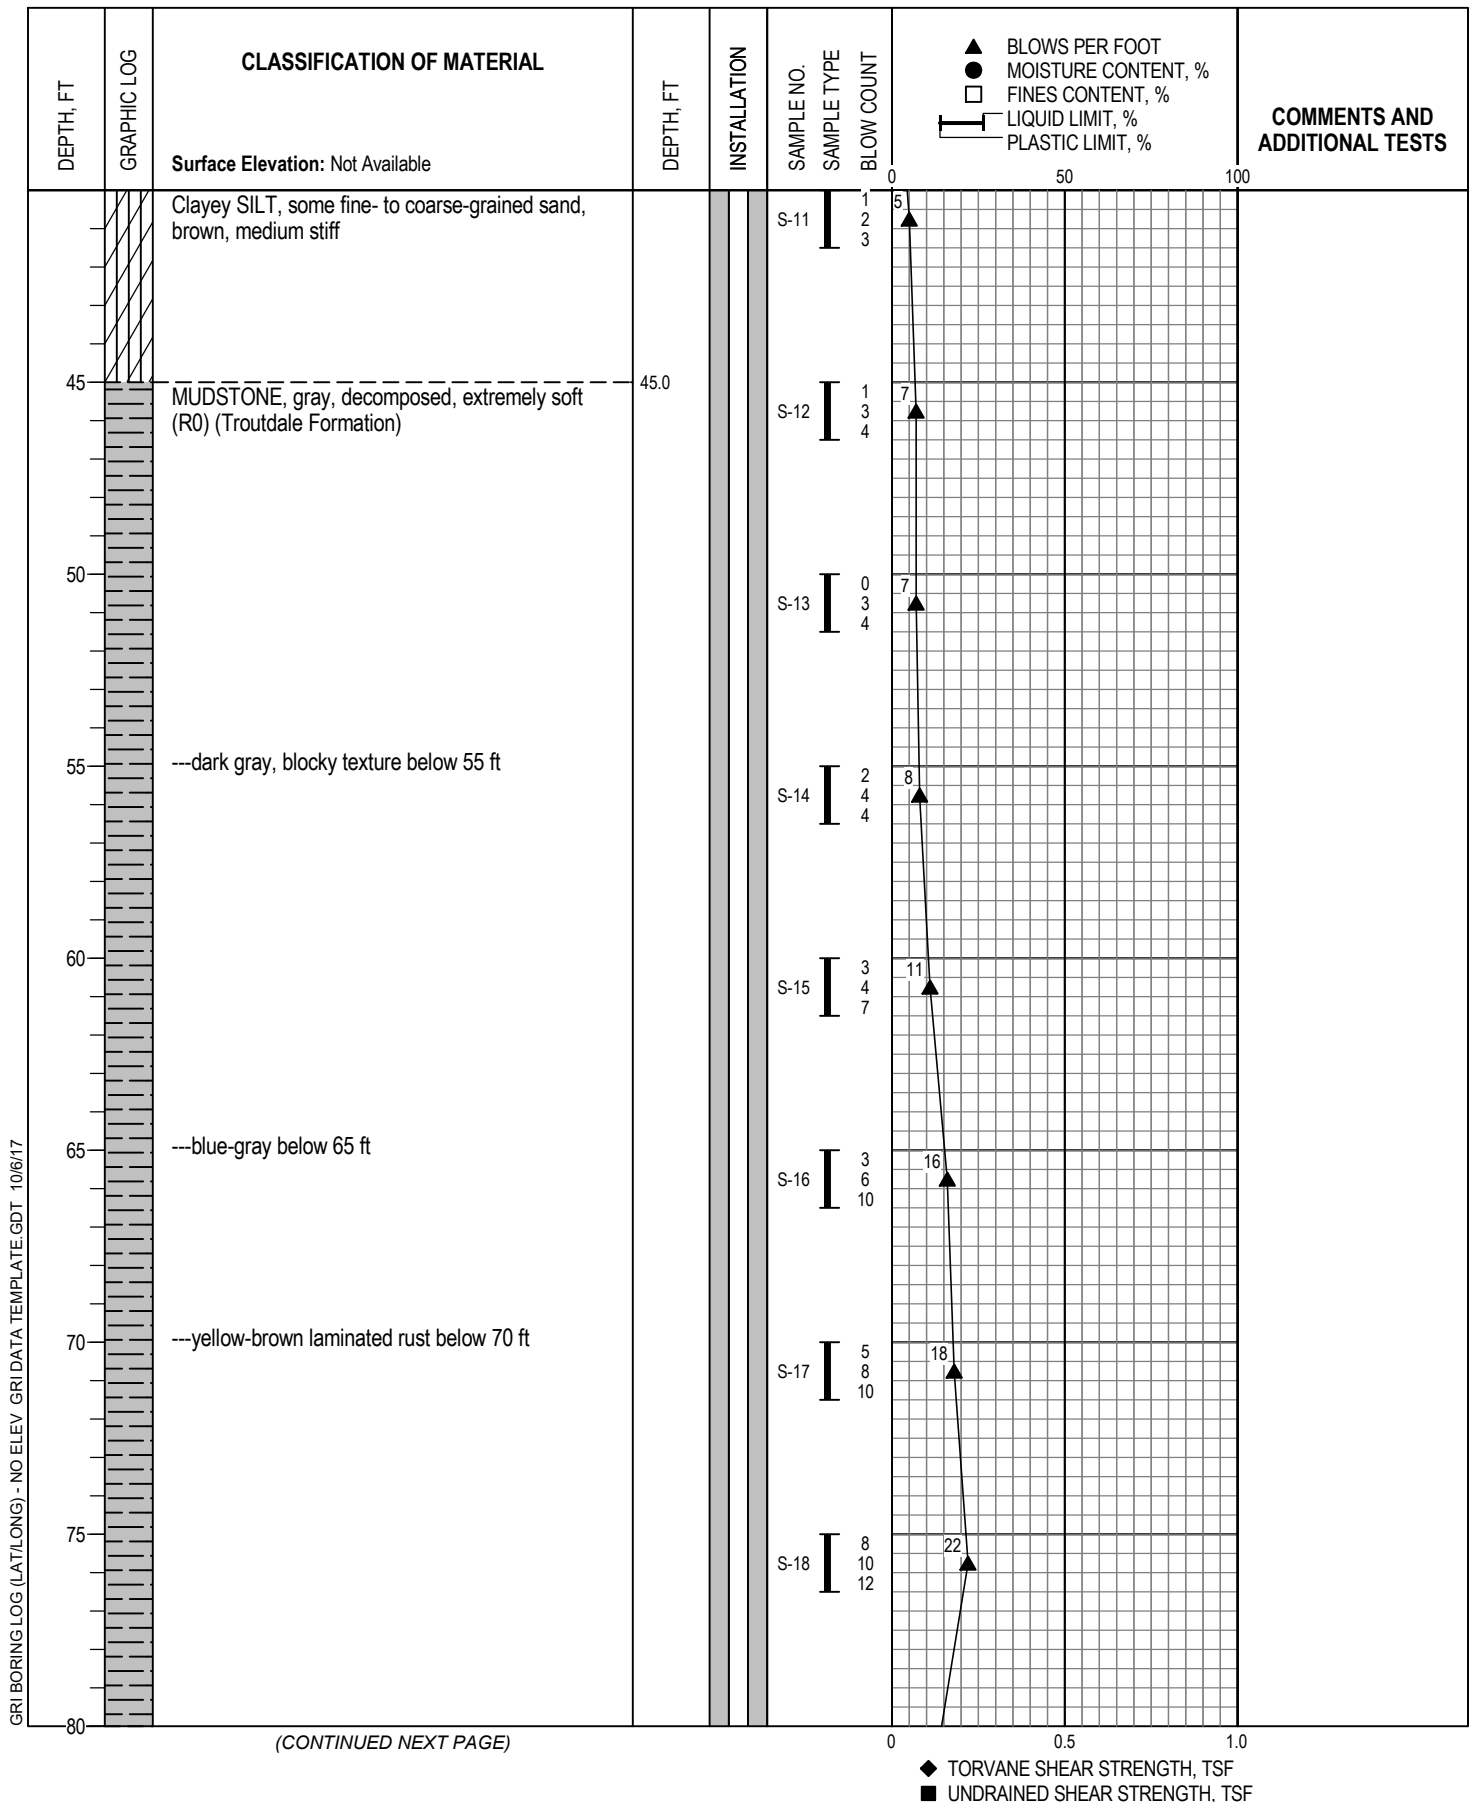 DEPTH, FT
GRAPHIC LOG
CLASSIFICATION OF MATERIAL
Surface Elevation: Not Available
DEPTH, FT
INSTALLATION
SAMPLE NO.
SAMPLE TYPE
BLOW COUNT
▲ BLOWS PER FOOT
● MOISTURE CONTENT, %
□ FINES CONTENT, %
LIQUID LIMIT, %
PLASTIC LIMIT, %
0 50 100
COMMENTS AND
ADDITIONAL TESTS
Clayey SILT, some fine- to coarse-grained sand,
brown, medium stiff
S-11
1
2
3
5
45
45.0
MUDSTONE, gray, decomposed, extremely soft
(R0) (Troutdale Formation)
S-12
1
3
4
7
50
S-13
0
3
4
7
55
---dark gray, blocky texture below 55 ft
S-14
2
4
4
8
60
S-15
3
4
7
11
65
---blue-gray below 65 ft
S-16
3
6
10
16
70
---yellow-brown laminated rust below 70 ft
S-17
5
8
10
18
75
S-18
8
10
12
22
80
(CONTINUED NEXT PAGE)
0 0.5 1.0
◆ TORVANE SHEAR STRENGTH, TSF
■ UNDRAINED SHEAR STRENGTH, TSF
GRI BORING LOG (LAT/LONG) - NO ELEV GRI DATA TEMPLATE.GDT 10/6/17